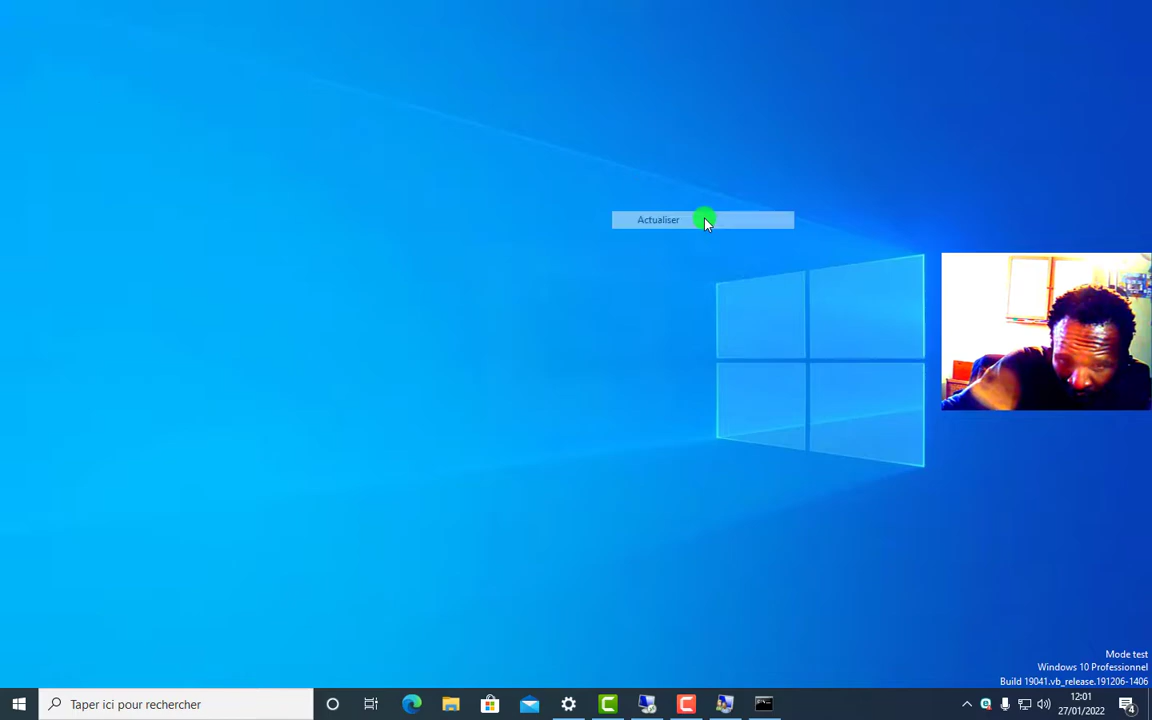 Actualiser
Mode test
Windows 10 Professionnel
Build 19041.vb_release.191206-1406
Taper ici pour rechercher
12:01
27/01/2022
4